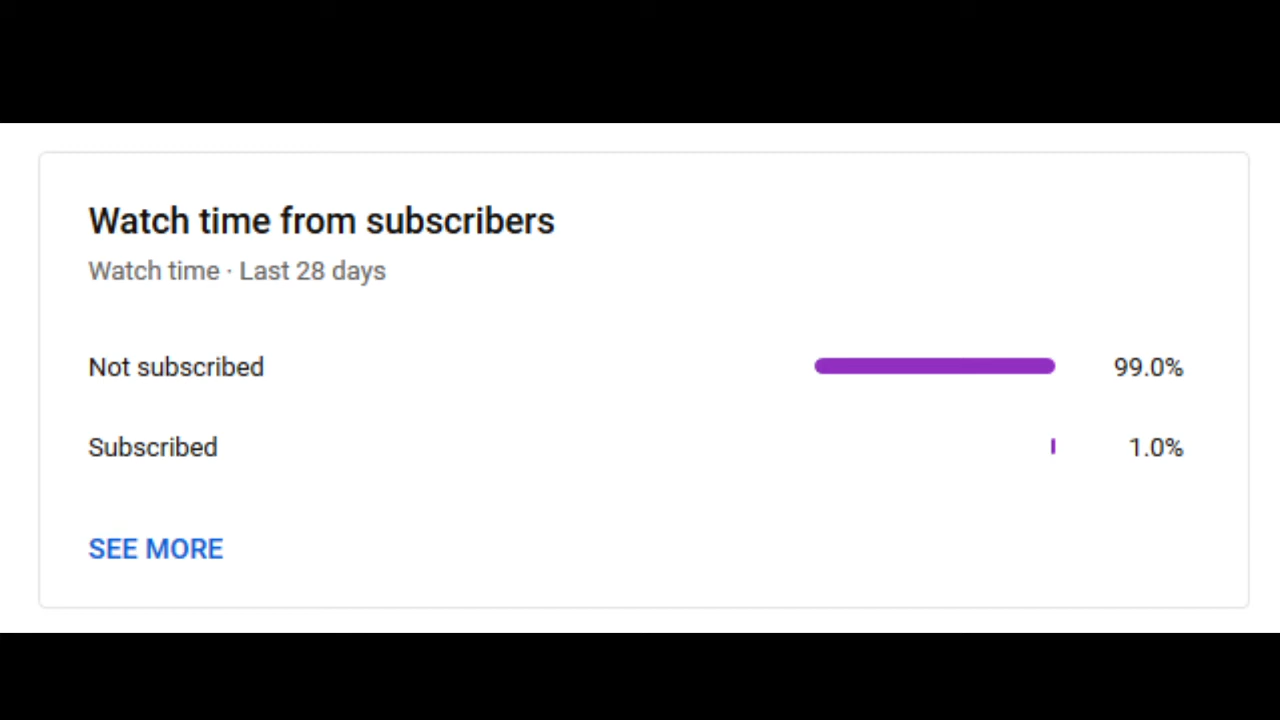 Watch time from subscribers
Watch time · Last 28 days
Not subscribed 99.0%
Subscribed 1.0%
SEE MORE